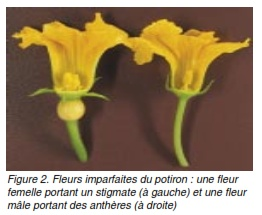 Figure 2. Fleurs imparfaites du potiron : une fleur
femelle portant un stigmate (à gauche) et une fleur
mâle portant des anthères (à droite)